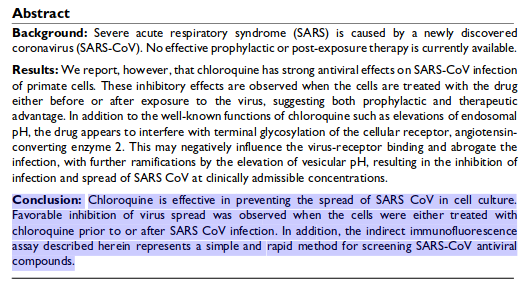 Abstract
Background: Severe acute respiratory syndrome (SARS) is caused by a newly discovered
coronavirus (SARS-CoV). No effective prophylactic or post-exposure therapy is currently available.
Results: We report, however, that chloroquine has strong antiviral effects on SARS-CoV infection
of primate cells. These inhibitory effects are observed when the cells are treated with the drug
either before or after exposure to the virus, suggesting both prophylactic and therapeutic
advantage. In addition to the well-known functions of chloroquine such as elevations of endosomal
pH, the drug appears to interfere with terminal glycosylation of the cellular receptor, angiotensin-
converting enzyme 2. This may negatively influence the virus-receptor binding and abrogate the
infection, with further ramifications by the elevation of vesicular pH, resulting in the inhibition of
infection and spread of SARS CoV at clinically admissible concentrations.
Conclusion: Chloroquine is effective in preventing the spread of SARS CoV in cell culture.
Favorable inhibition of virus spread was observed when the cells were either treated with
chloroquine prior to or after SARS CoV infection. In addition, the indirect immunofluorescence
assay described herein represents a simple and rapid method for screening SARS-CoV antiviral
compounds.